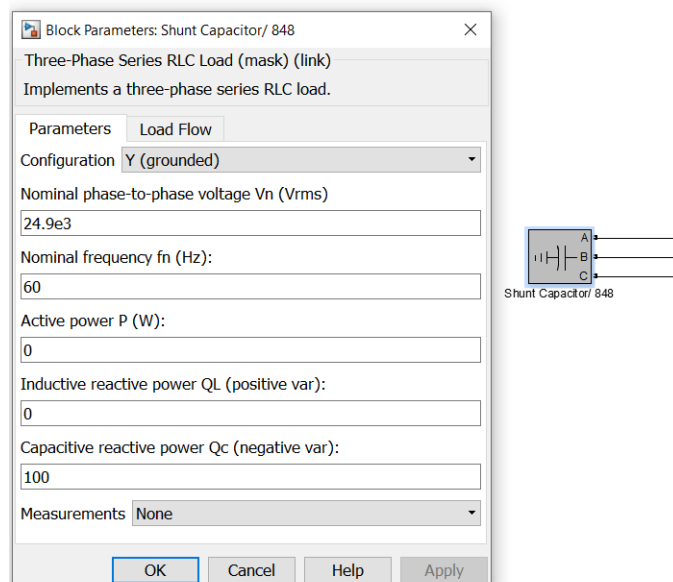 Block Parameters: Shunt Capacitor/ 848
Three-Phase Series RLC Load (mask) (link)
Implements a three-phase series RLC load.
Parameters Load Flow
Configuration Y (grounded)
Nominal phase-to-phase voltage Vn (Vrms)
24.9e3
Nominal frequency fn (Hz):
60
Active power P (W):
0
Inductive reactive power QL (positive var):
0
Capacitive reactive power Qc (negative var):
100
Measurements None
OK Cancel Help Apply
A
B
C
Shunt Capacitor/ 848